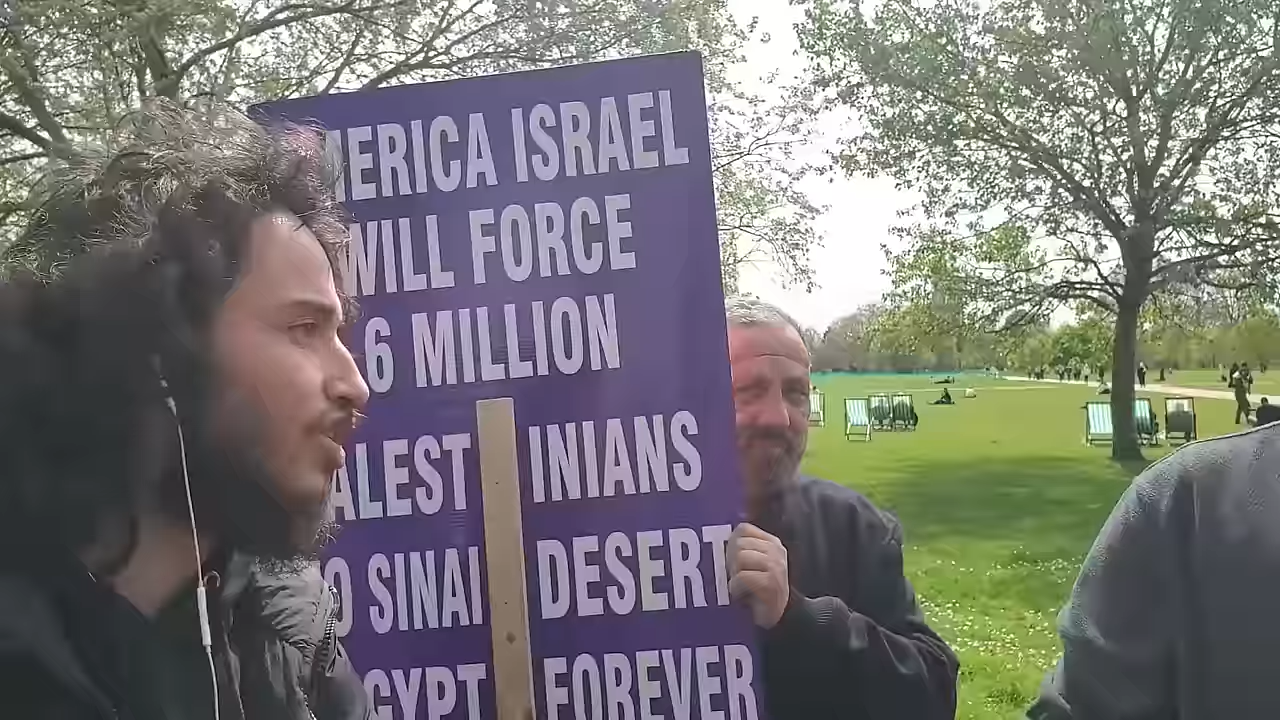 MERICA ISRAEL
WILL FORCE
6 MILLION
ALEST INIANS
O SINAI DESERT
GYPT FOREVER